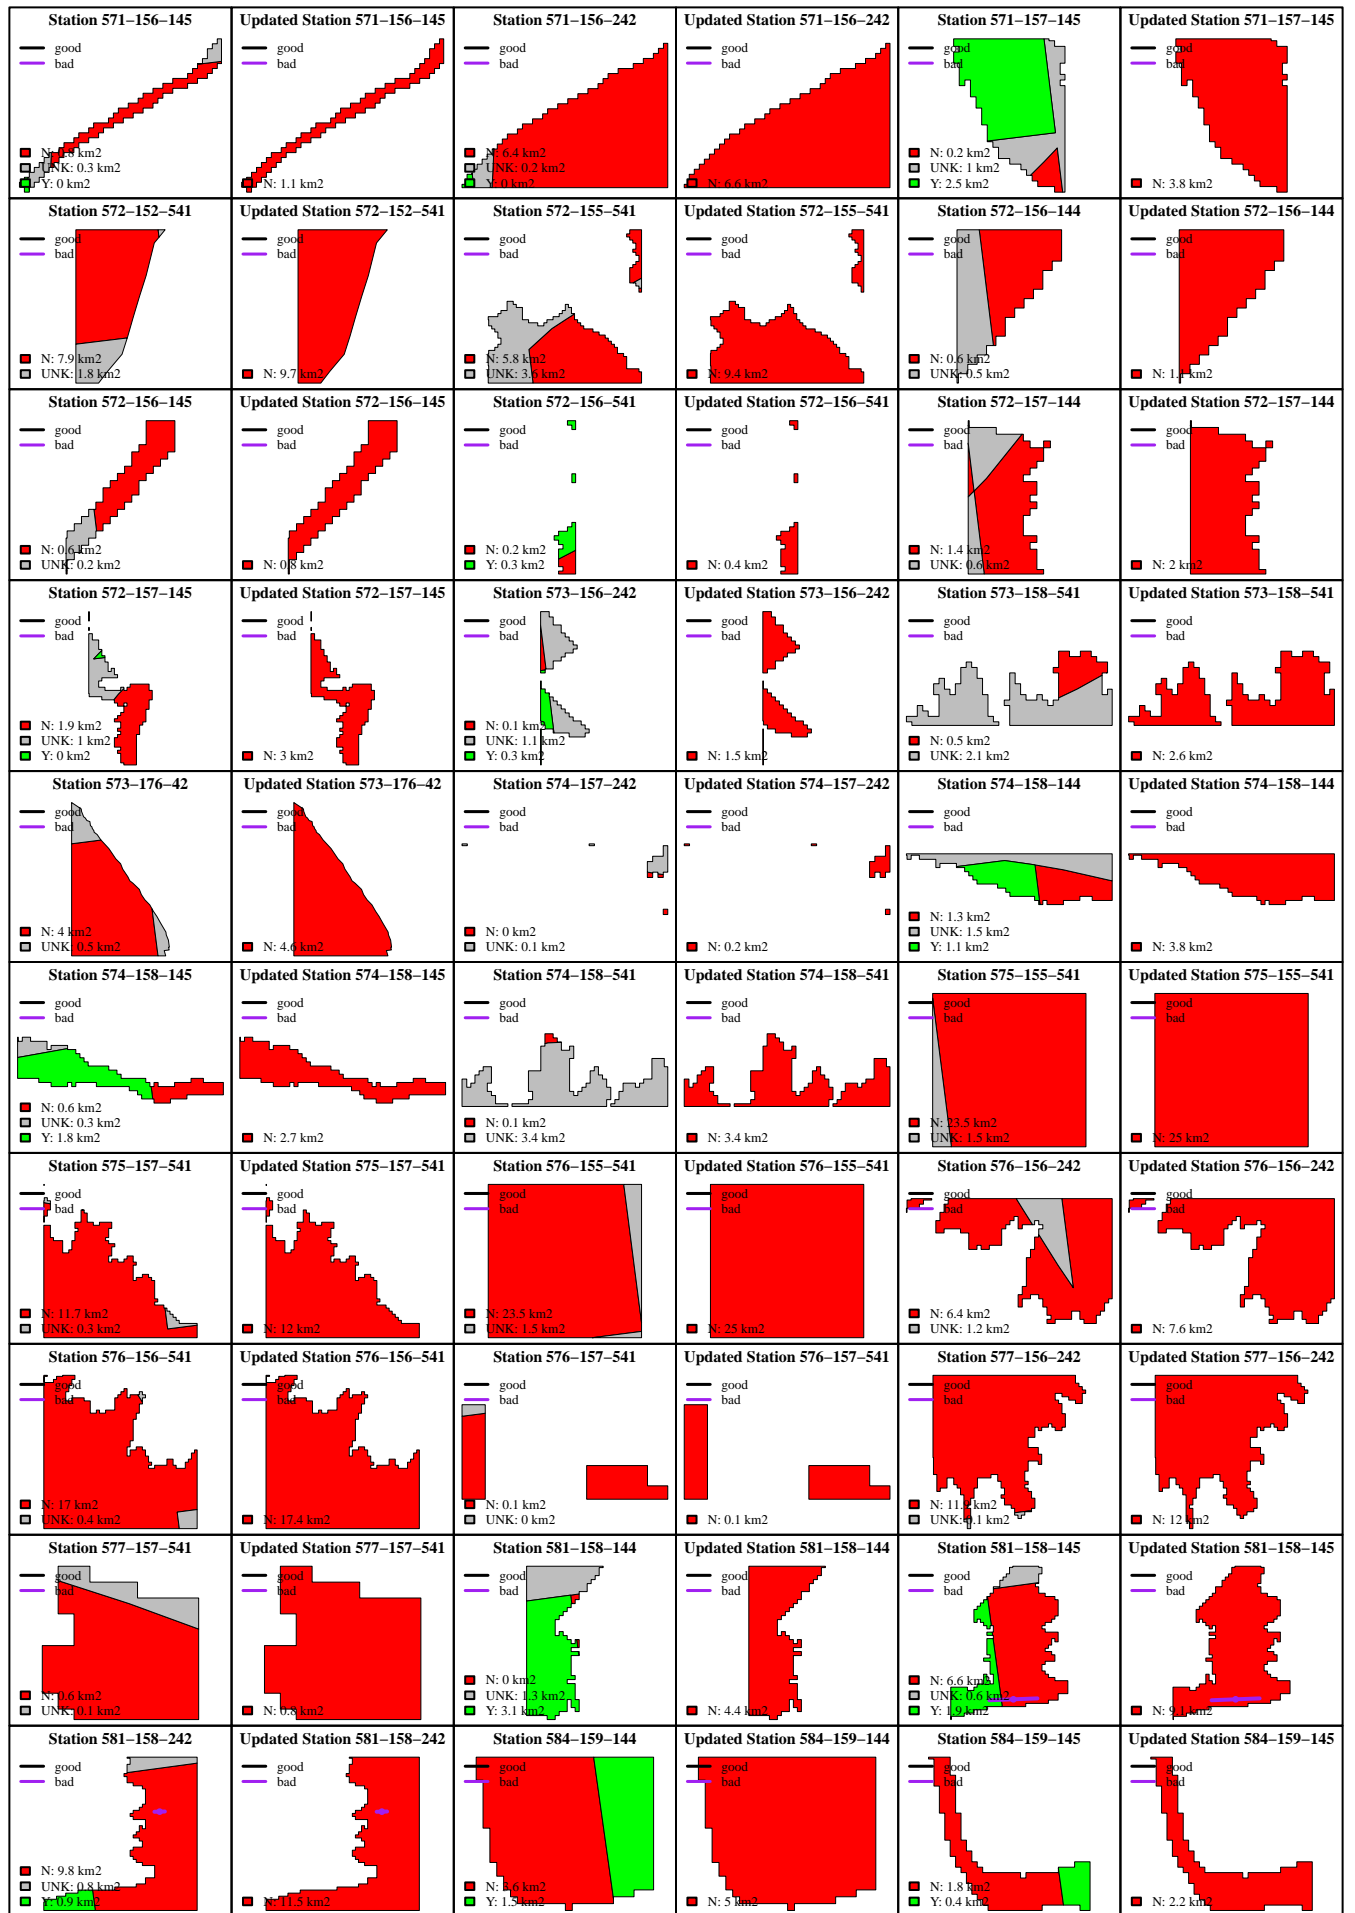 Station 571−156−145
good
bad
N: 0.8 km2
UNK: 0.3 km2
Y: 0 km2
Updated Station 571−156−145
good
bad
N: 1.1 km2
Station 571−156−242
good
bad
N: 6.4 km2
UNK: 0.2 km2
Y: 0 km2
Updated Station 571−156−242
good
bad
N: 6.6 km2
Station 571−157−145
good
bad
N: 0.2 km2
UNK: 1 km2
Y: 2.5 km2
Updated Station 571−157−145
good
bad
N: 3.8 km2
Station 572−152−541
good
bad
N: 7.9 km2
UNK: 1.8 km2
Updated Station 572−152−541
good
bad
N: 9.7 km2
Station 572−155−541
good
bad
N: 5.8 km2
UNK: 3.6 km2
Updated Station 572−155−541
good
bad
N: 9.4 km2
Station 572−156−144
good
bad
N: 0.6 km2
UNK: 0.5 km2
Updated Station 572−156−144
good
bad
N: 1.1 km2
Station 572−156−145
good
bad
N: 0.6 km2
UNK: 0.2 km2
Updated Station 572−156−145
good
bad
N: 0.8 km2
Station 572−156−541
good
bad
N: 0.2 km2
Y: 0.3 km2
Updated Station 572−156−541
good
bad
N: 0.4 km2
Station 572−157−144
good
bad
N: 1.4 km2
UNK: 0.6 km2
Updated Station 572−157−144
good
bad
N: 2 km2
Station 572−157−145
good
bad
N: 1.9 km2
UNK: 1 km2
Y: 0 km2
Updated Station 572−157−145
good
bad
N: 3 km2
Station 573−156−242
good
bad
N: 0.1 km2
UNK: 1.1 km2
Y: 0.3 km2
Updated Station 573−156−242
good
bad
N: 1.5 km2
Station 573−158−541
good
bad
N: 0.5 km2
UNK: 2.1 km2
Updated Station 573−158−541
good
bad
N: 2.6 km2
Station 573−176−42
good
bad
N: 4 km2
UNK: 0.5 km2
Updated Station 573−176−42
good
bad
N: 4.6 km2
Station 574−157−242
good
bad
N: 0 km2
UNK: 0.1 km2
Updated Station 574−157−242
good
bad
N: 0.2 km2
Station 574−158−144
good
bad
N: 1.3 km2
UNK: 1.5 km2
Y: 1.1 km2
Updated Station 574−158−144
good
bad
N: 3.8 km2
Station 574−158−145
good
bad
N: 0.6 km2
UNK: 0.3 km2
Y: 1.8 km2
Updated Station 574−158−145
good
bad
N: 2.7 km2
Station 574−158−541
good
bad
N: 0.1 km2
UNK: 3.4 km2
Updated Station 574−158−541
good
bad
N: 3.4 km2
Station 575−155−541
good
bad
N: 23.5 km2
UNK: 1.5 km2
Updated Station 575−155−541
good
bad
N: 25 km2
Station 575−157−541
good
bad
N: 11.7 km2
UNK: 0.3 km2
Updated Station 575−157−541
good
bad
N: 12 km2
Station 576−155−541
good
bad
N: 23.5 km2
UNK: 1.5 km2
Updated Station 576−155−541
good
bad
N: 25 km2
Station 576−156−242
good
bad
N: 6.4 km2
UNK: 1.2 km2
Updated Station 576−156−242
good
bad
N: 7.6 km2
Station 576−156−541
good
bad
N: 17 km2
UNK: 0.4 km2
Updated Station 576−156−541
good
bad
N: 17.4 km2
Station 576−157−541
good
bad
N: 0.1 km2
UNK: 0 km2
Updated Station 576−157−541
good
bad
N: 0.1 km2
Station 577−156−242
good
bad
N: 11.9 km2
UNK: 0.1 km2
Updated Station 577−156−242
good
bad
N: 12 km2
Station 577−157−541
good
bad
N: 0.6 km2
UNK: 0.1 km2
Updated Station 577−157−541
good
bad
N: 0.8 km2
Station 581−158−144
good
bad
N: 0 km2
UNK: 1.3 km2
Y: 3.1 km2
Updated Station 581−158−144
good
bad
N: 4.4 km2
Station 581−158−145
good
bad
N: 6.6 km2
UNK: 0.6 km2
Y: 1.9 km2
Updated Station 581−158−145
good
bad
N: 9.1 km2
Station 581−158−242
good
bad
N: 9.8 km2
UNK: 0.8 km2
Y: 0.9 km2
Updated Station 581−158−242
good
bad
N: 11.5 km2
Station 584−159−144
good
bad
N: 3.6 km2
Y: 1.5 km2
Updated Station 584−159−144
good
bad
N: 5 km2
Station 584−159−145
good
bad
N: 1.8 km2
Y: 0.4 km2
Updated Station 584−159−145
good
bad
N: 2.2 km2